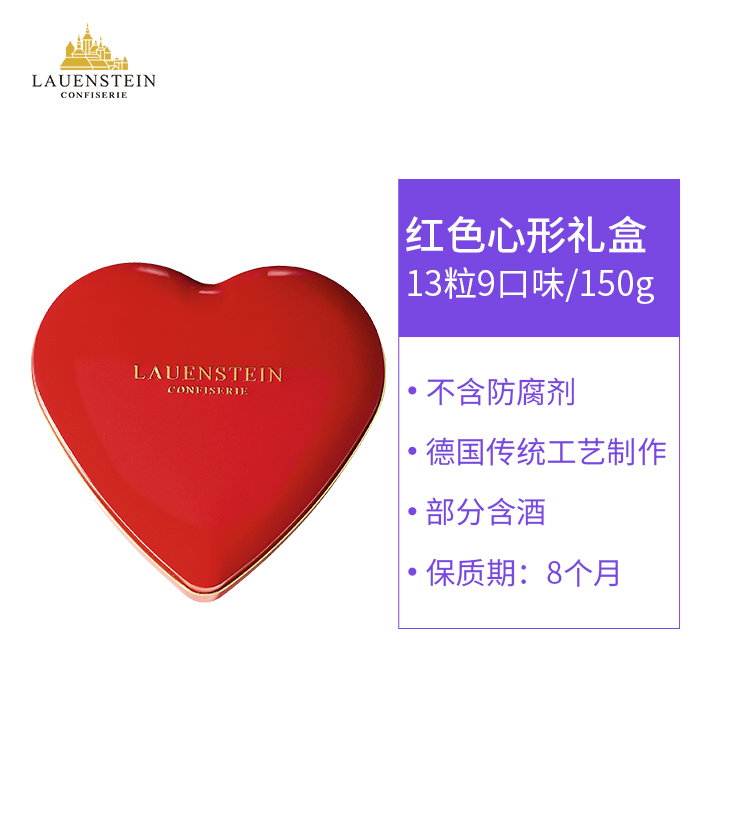 LAUENSTEIN
CONFISERIE
红色心形礼盒
13粒9口味/150g
LAUENSTEIN
CONFISERIE
• 不含防腐剂
• 德国传统工艺制作
• 部分含酒
• 保质期：8个月